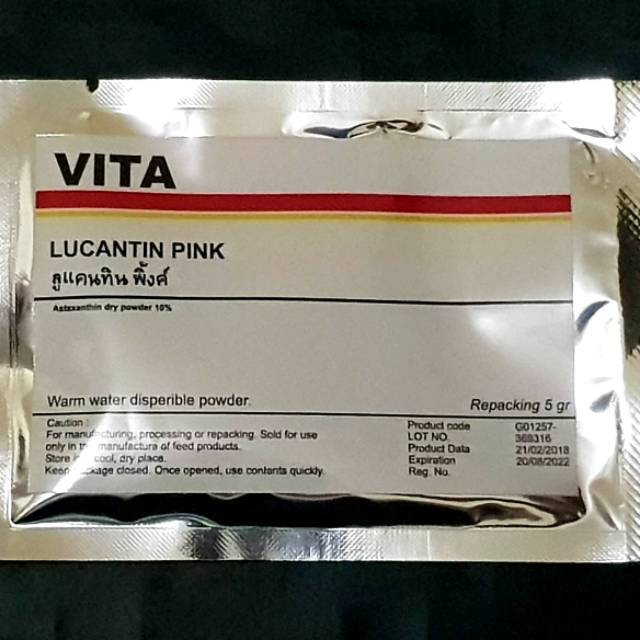 VITA
LUCANTIN PINK
ลูแคนทิน พิ้งค์
Astaxanthin dry powder 10%
Warm water disperible powder.
Repacking 5 gr
Caution :
For manufacturing, processing or repacking. Sold for use
only in the manufacture of feed products.
Store in cool, dry place.
Keep package closed. Once opened, use contants quickly.
Product code G01257-
LOT NO. 368316
Product Data 21/02/2018
Expiration 20/08/2022
Reg. No.